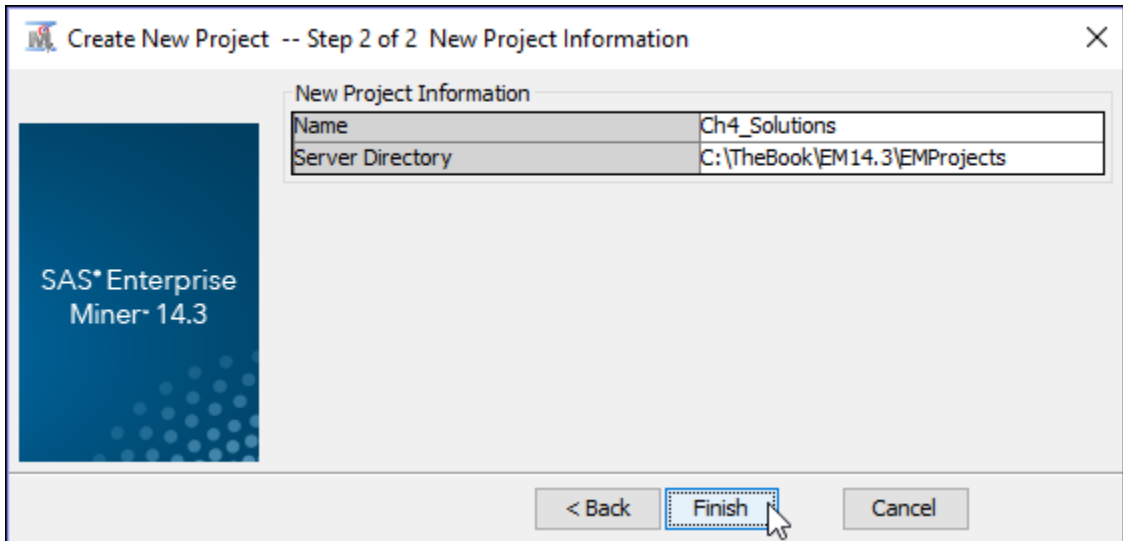 Create New Project -- Step 2 of 2 New Project Information
New Project Information
Name Ch4_Solutions
Server Directory C:\TheBook\EM14.3\EMProjects
SAS® Enterprise
Miner™ 14.3
< Back Finish Cancel